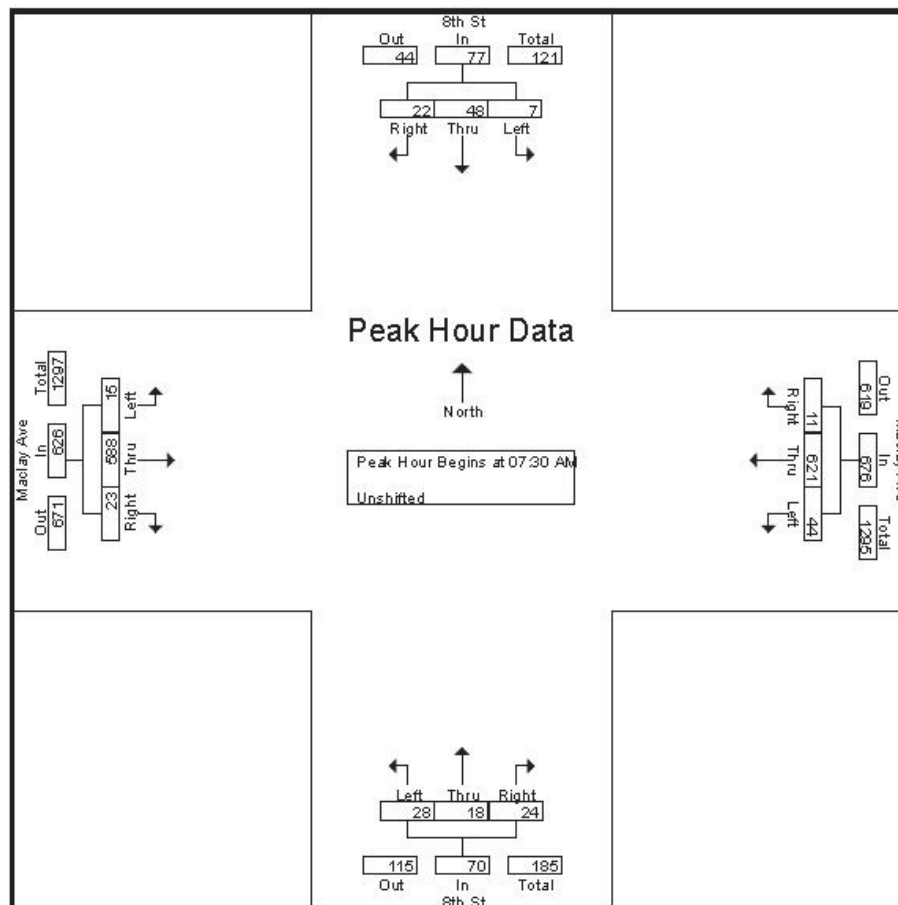 8th St
Out In Total
44 77 121
22 48 7
Right Thru Left
Peak Hour Data
North
Peak Hour Begins at 07:30 AM
Unshifted
Maclay Ave
Total In Out
1297 626 671
15 588 23
Left Thru Right
Right Thru Left
11 621 44
Out In Total
619 676 1295
Left Thru Right
28 18 24
115 70 185
Out In Total
8th St